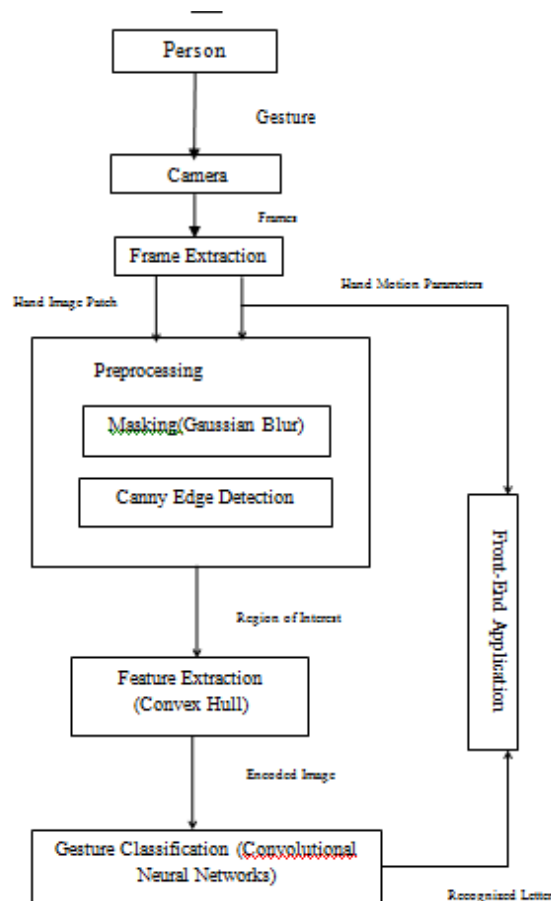 Person
Gesture
Camera
Frames
Frame Extraction
Hand Image Patch
Hand Motion Parameters
Preprocessing
Masking(Gaussian Blur)
Canny Edge Detection
Front-End Application
Region of Interest
Feature Extraction
(Convex Hull)
Encoded Image
Gesture Classification (Convolutional
Neural Networks)
Recognized Letter